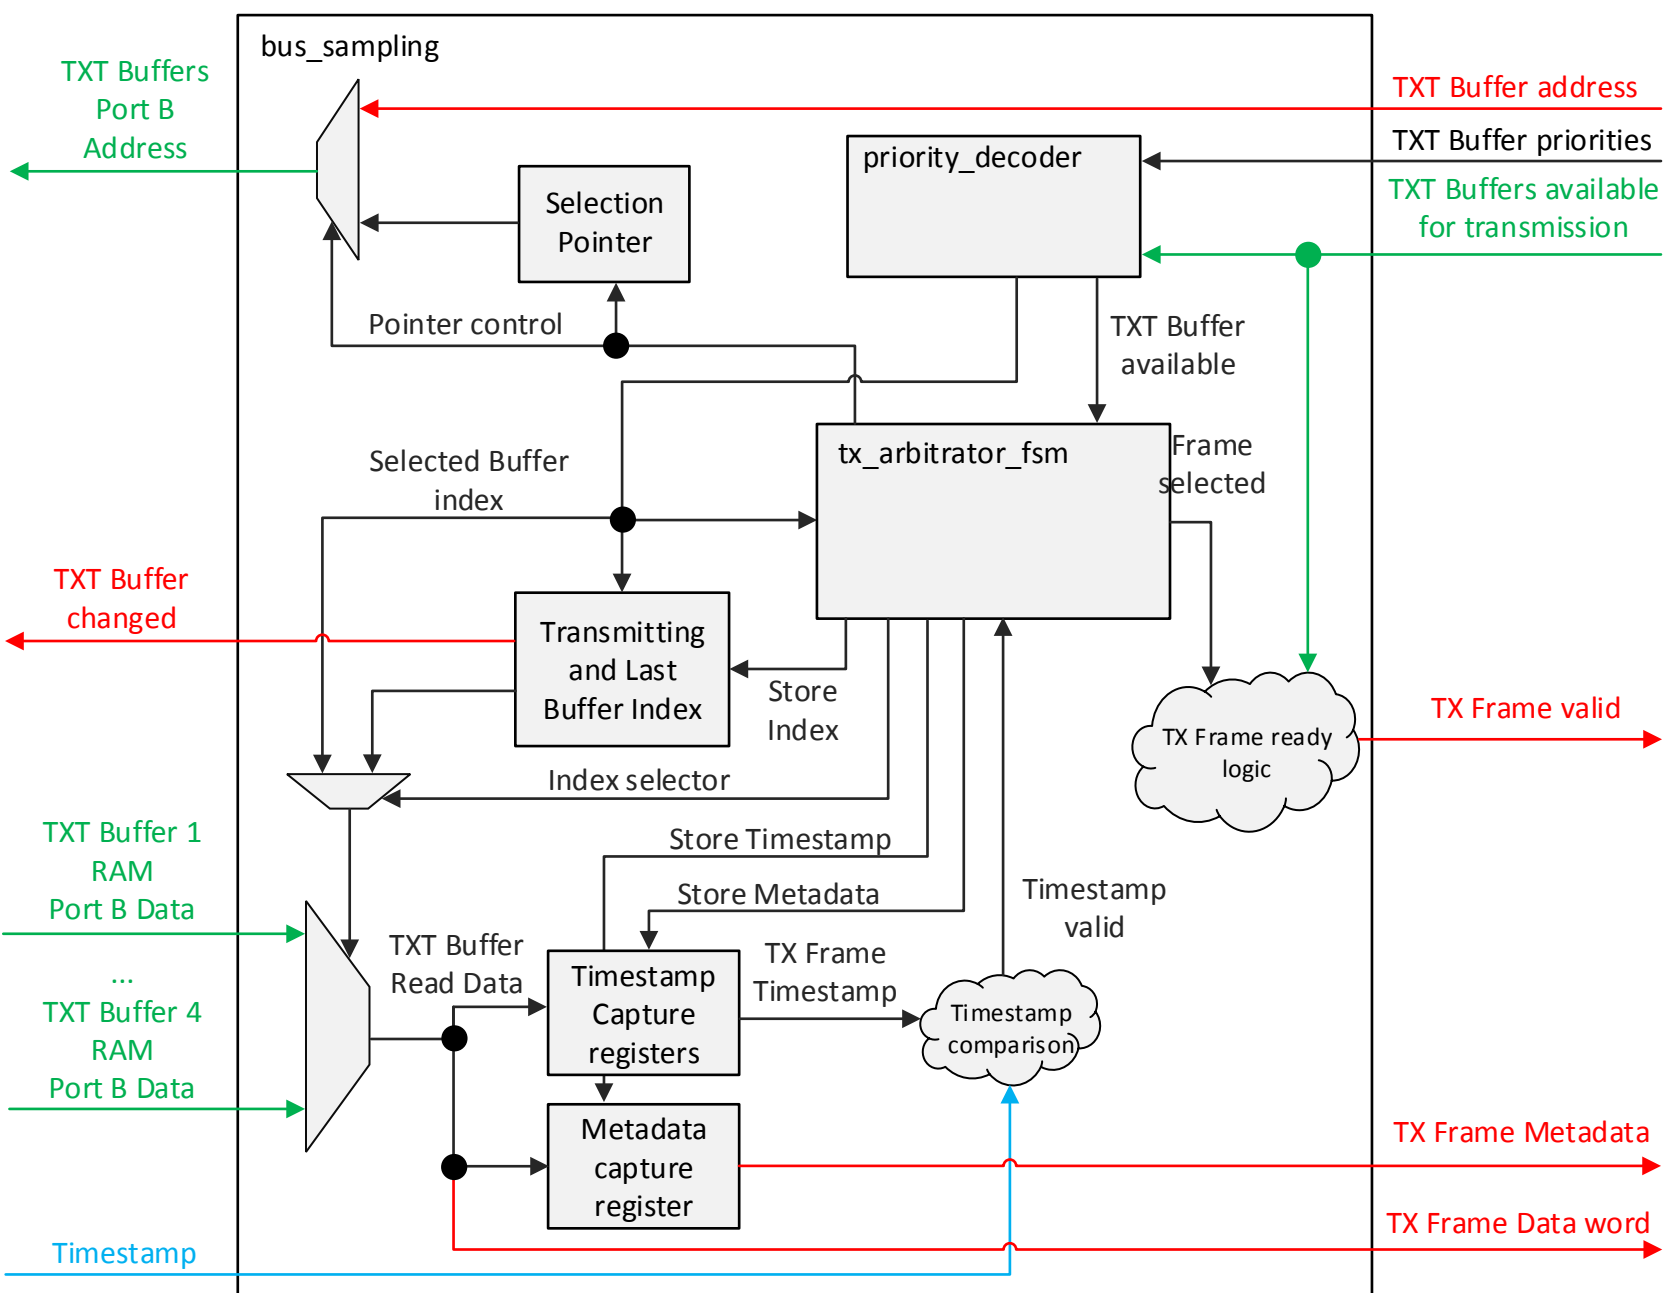 bus_sampling
TXT Buffers
Port B
Address
TXT Buffer address
TXT Buffer priorities
TXT Buffers available
for transmission
priority_decoder
Selection
Pointer
Pointer control
TXT Buffer
available
Selected Buffer
index
tx_arbitrator_fsm
Frame
selected
TXT Buffer
changed
Transmitting
and Last
Buffer Index
Store
Index
TX Frame ready
logic
TX Frame valid
Index selector
TXT Buffer 1
RAM
Port B Data
...
TXT Buffer 4
RAM
Port B Data
Store Timestamp
Store Metadata
Timestamp
valid
TXT Buffer
Read Data
Timestamp
Capture
registers
TX Frame
Timestamp
Timestamp
comparison
Metadata
capture
register
TX Frame Metadata
TX Frame Data word
Timestamp